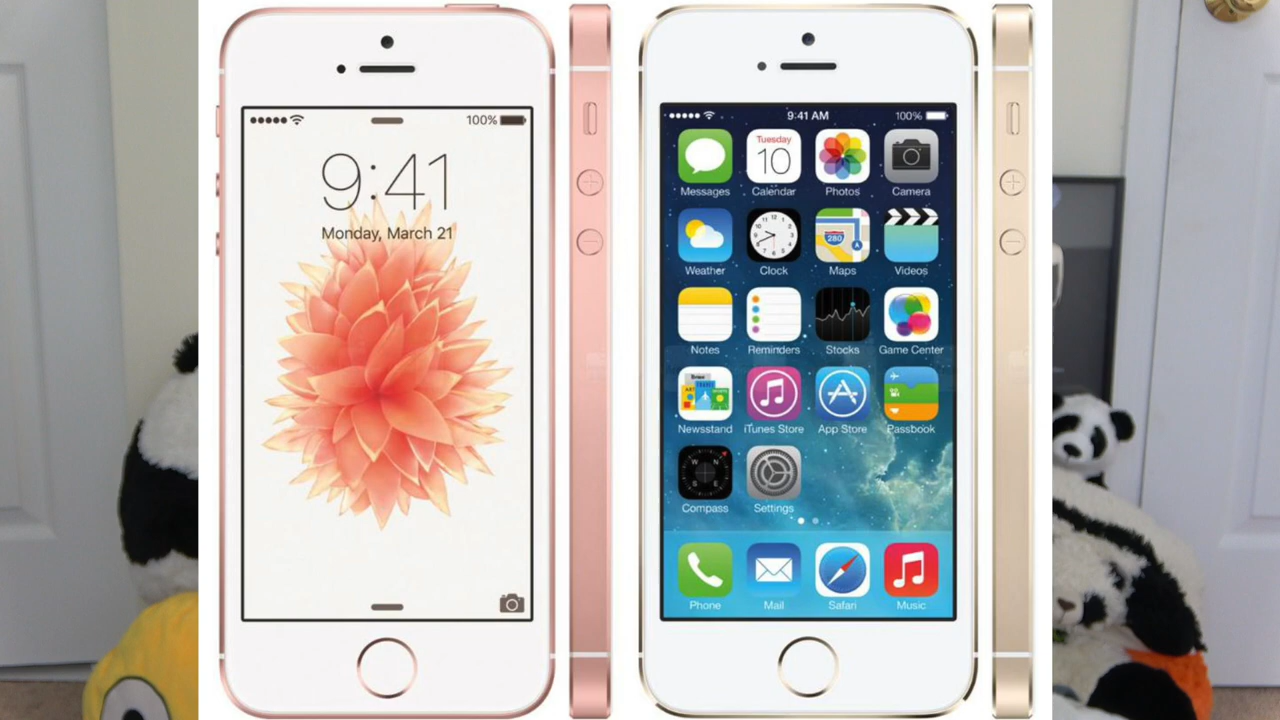 100%
9:41
Monday, March 21
9:41 AM
100%
Tuesday
10
Messages
Calendar
Photos
Camera
280
Weather
Clock
Maps
Videos
Notes
Reminders
Stocks
Game Center
Newsstand
iTunes Store
App Store
Passbook
N
W
E
S
Compass
Settings
Phone
Mail
Safari
Music